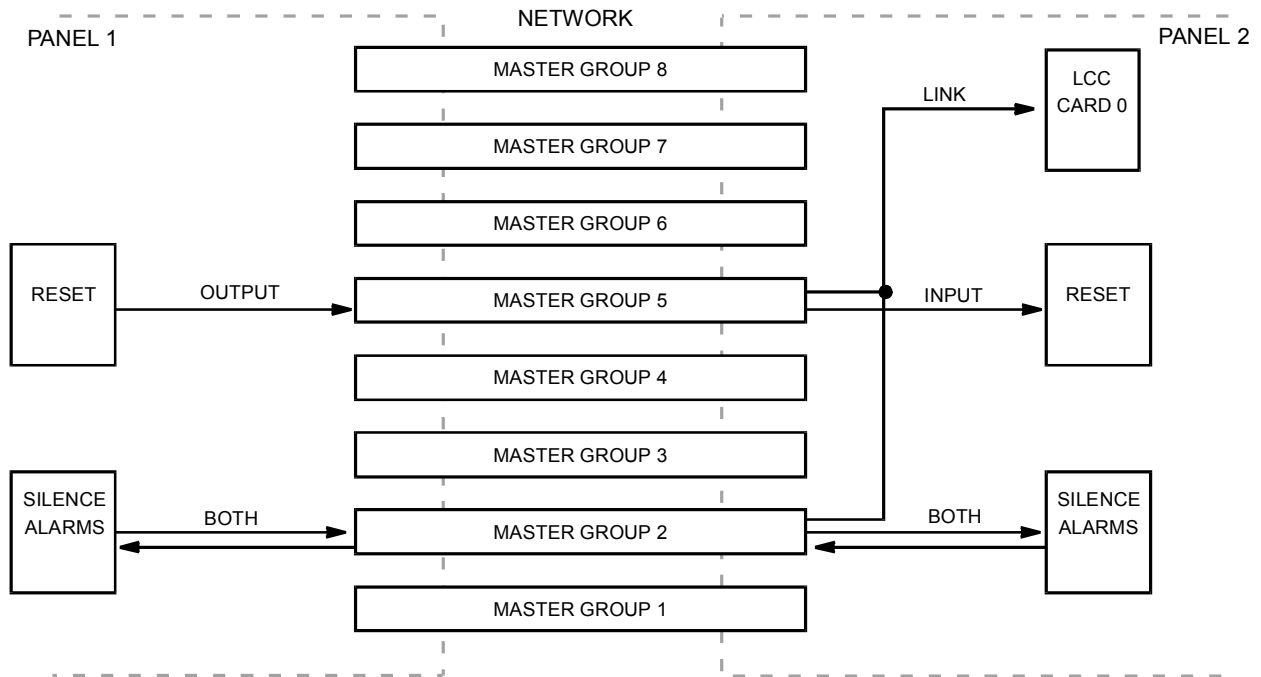 NETWORK
PANEL 1
PANEL 2
MASTER GROUP 8
LCC
CARD 0
LINK
MASTER GROUP 7
MASTER GROUP 6
RESET
OUTPUT
MASTER GROUP 5
INPUT
RESET
MASTER GROUP 4
MASTER GROUP 3
SILENCE
ALARMS
BOTH
MASTER GROUP 2
BOTH
SILENCE
ALARMS
MASTER GROUP 1